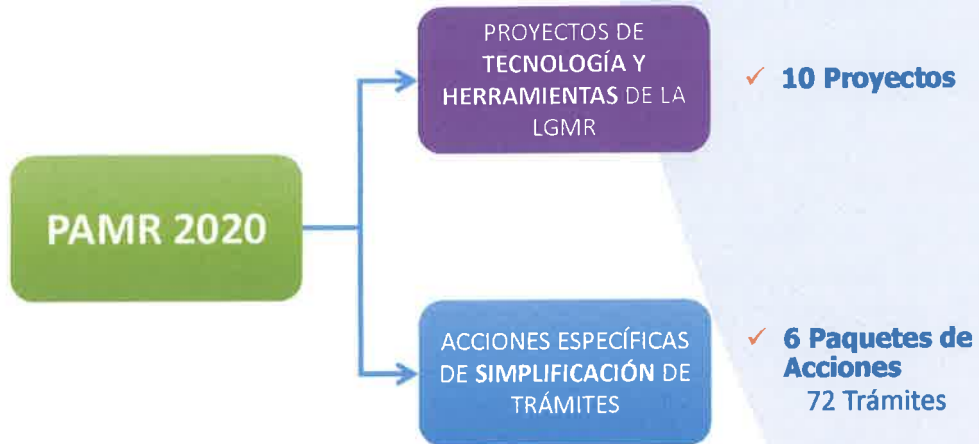 PAMR 2020
PROYECTOS DE
TECNOLOGÍA Y
HERRAMIENTAS DE LA
LGMR
✓ 10 Proyectos
ACCIONES ESPECÍFICAS
DE SIMPLIFICACIÓN DE
TRÁMITES
✓ 6 Paquetes de
Acciones
72 Trámites